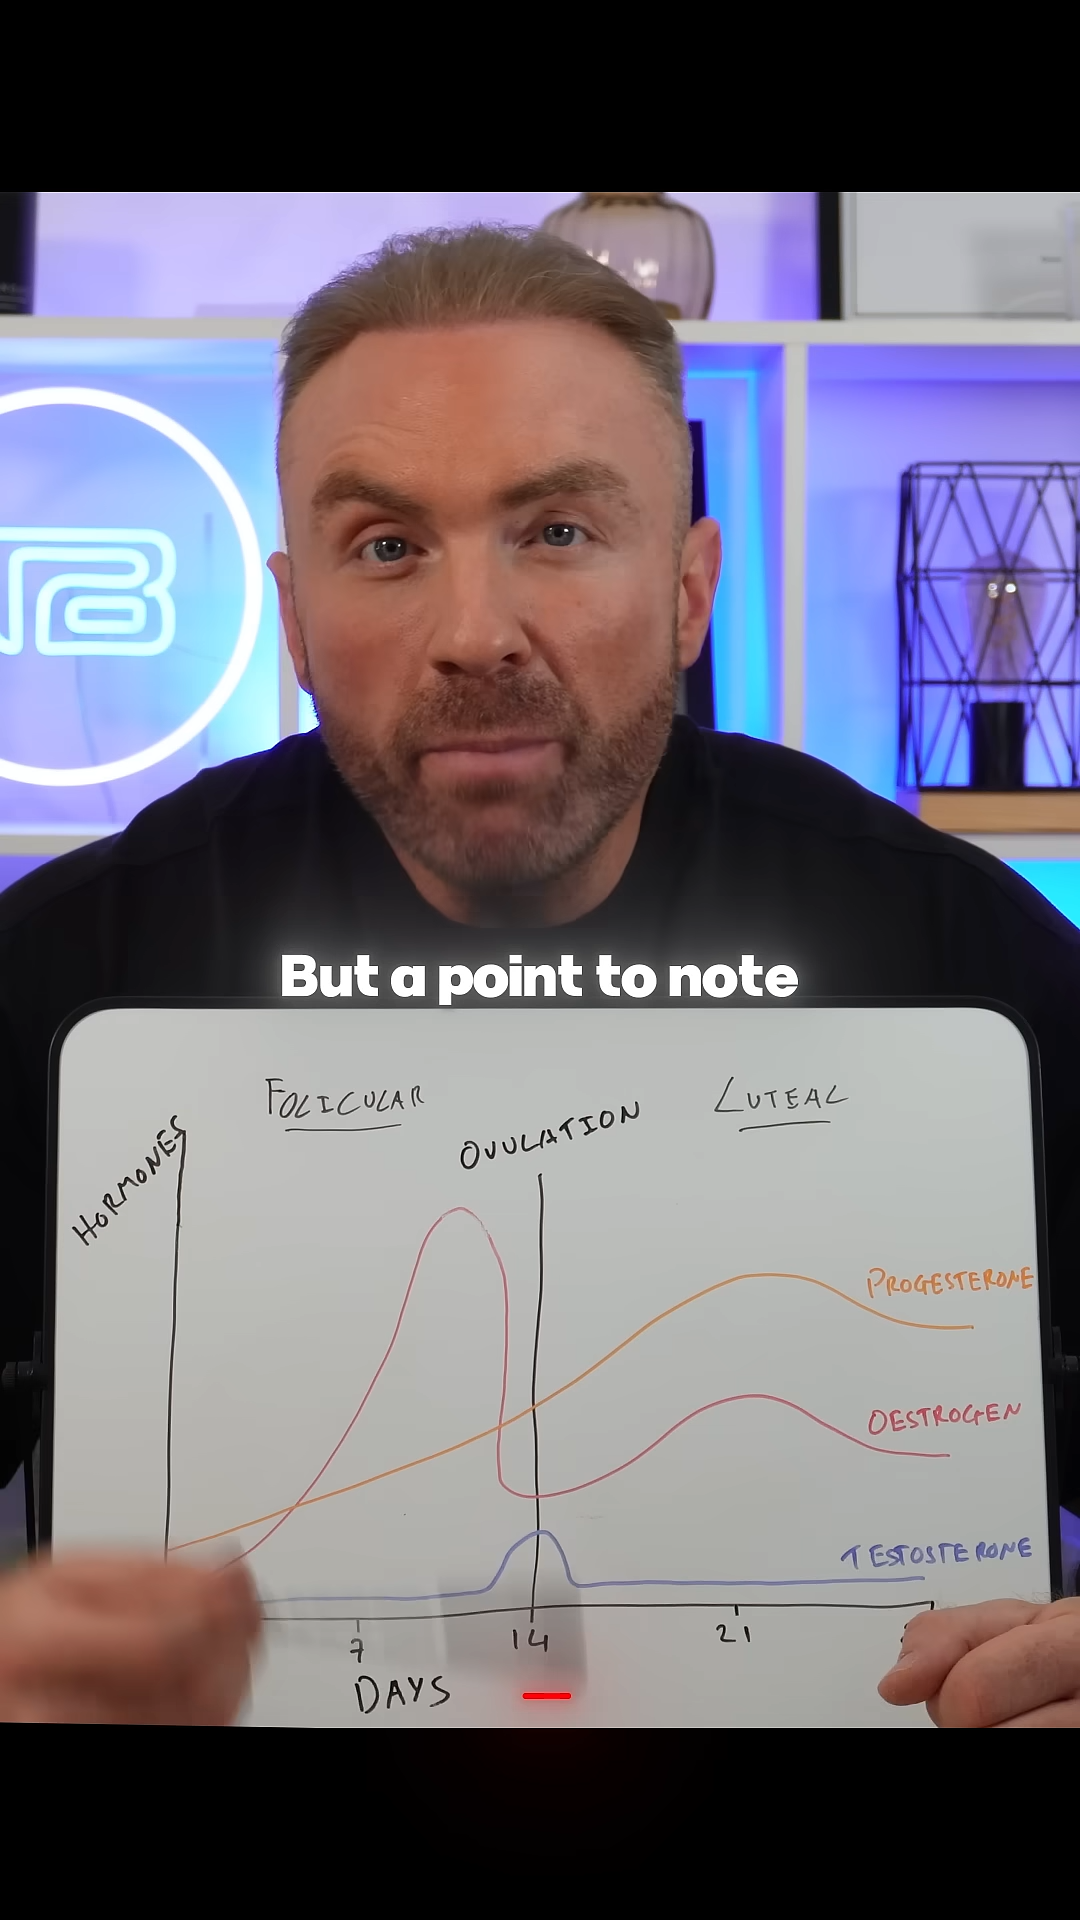 B
But a point to note
FOLICULAR
LUTEAL
OVULATION
HORMONES
PROGESTERONE
OESTROGEN
TESTOSTERONE
7
14
21
DAYS